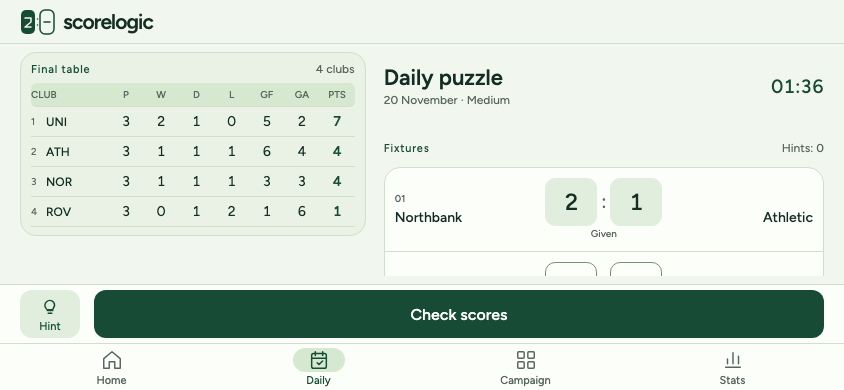 2:- scorelogic
Final table 4 clubs
CLUB P W D L GF GA PTS
1 UNI 3 2 1 0 5 2 7
2 ATH 3 1 1 1 6 4 4
3 NOR 3 1 1 1 3 3 4
4 ROV 3 0 1 2 1 6 1
Daily puzzle
20 November · Medium
01:36
Fixtures Hints: 0
01
Northbank 2 : 1 Athletic
Given
Hint
Check scores
Home Daily Campaign Stats